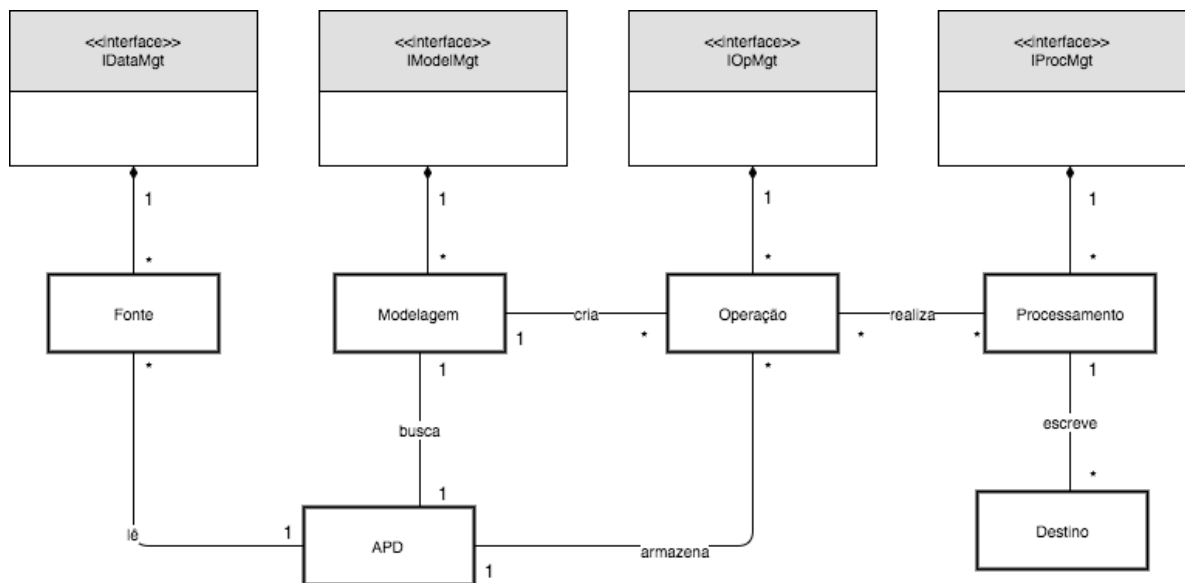 <<interface>>
IDataMgt
<<interface>>
IModelMgt
<<interface>>
IOpMgt
<<interface>>
IProcMgt
1
1
1
1
*
*
*
*
Fonte
Modelagem
cria
Operação
realiza
Processamento
1
*
*
*
*
1
*
1
busca
escreve
1
*
lê
1
APD
armazena
1
Destino